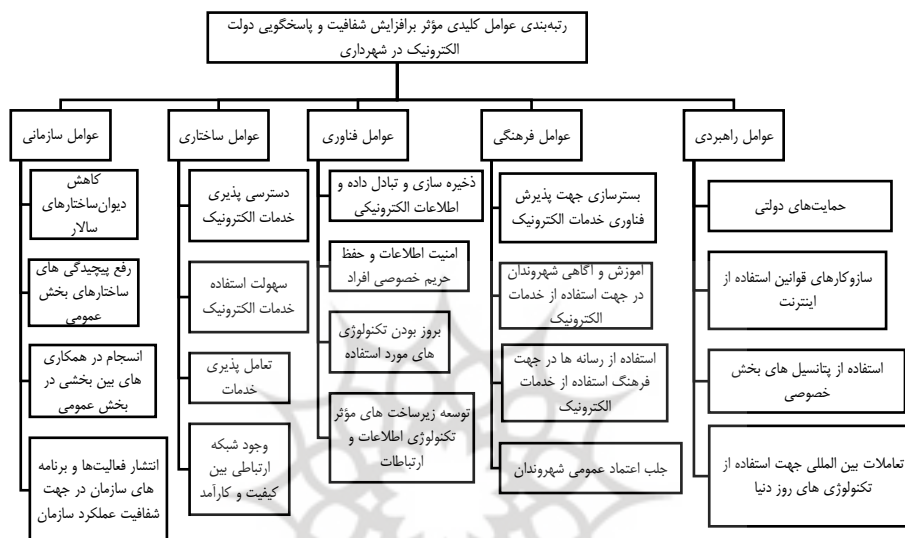 رتبه‌بندی عوامل کلیدی مؤثر برافزایش شفافیت و پاسخگویی دولت
الکترونیک در شهرداری
عوامل راهبردی
حمایت‌های دولتی
سازوکارهای قوانین استفاده از
اینترنت
استفاده از پتانسیل های بخش
خصوصی
تعاملات بین المللی جهت استفاده از
تکنولوژی های روز دنیا
عوامل فرهنگی
بسترسازی جهت پذیرش
فناوری خدمات الکترونیک
آموزش و آگاهی شهروندان
در جهت استفاده از خدمات
الکترونیک
استفاده از رسانه ها در جهت
فرهنگ استفاده از خدمات
الکترونیک
جلب اعتماد عمومی شهروندان
عوامل فناوری
ذخیره سازی و تبادل داده و
اطلاعات الکترونیکی
امنیت اطلاعات و حفظ
حریم خصوصی افراد
بروز بودن تکنولوژی
های مورد استفاده
توسعه زیرساخت های مؤثر
تکنولوژی اطلاعات و
ارتباطات
عوامل ساختاری
دسترسی پذیری
خدمات الکترونیک
سهولت استفاده
خدمات الکترونیک
تعامل پذیری
خدمات
وجود شبکه
ارتباطی بین
کیفیت و کارآمد
عوامل سازمانی
کاهش
دیوان‌ساختارهای
سالار
رفع پیچیدگی های
ساختارهای بخش
عمومی
انسجام در همکاری
های بین بخشی در
بخش عمومی
انتشار فعالیت‌ها و برنامه
های سازمان در جهت
شفافیت عملکرد سازمان